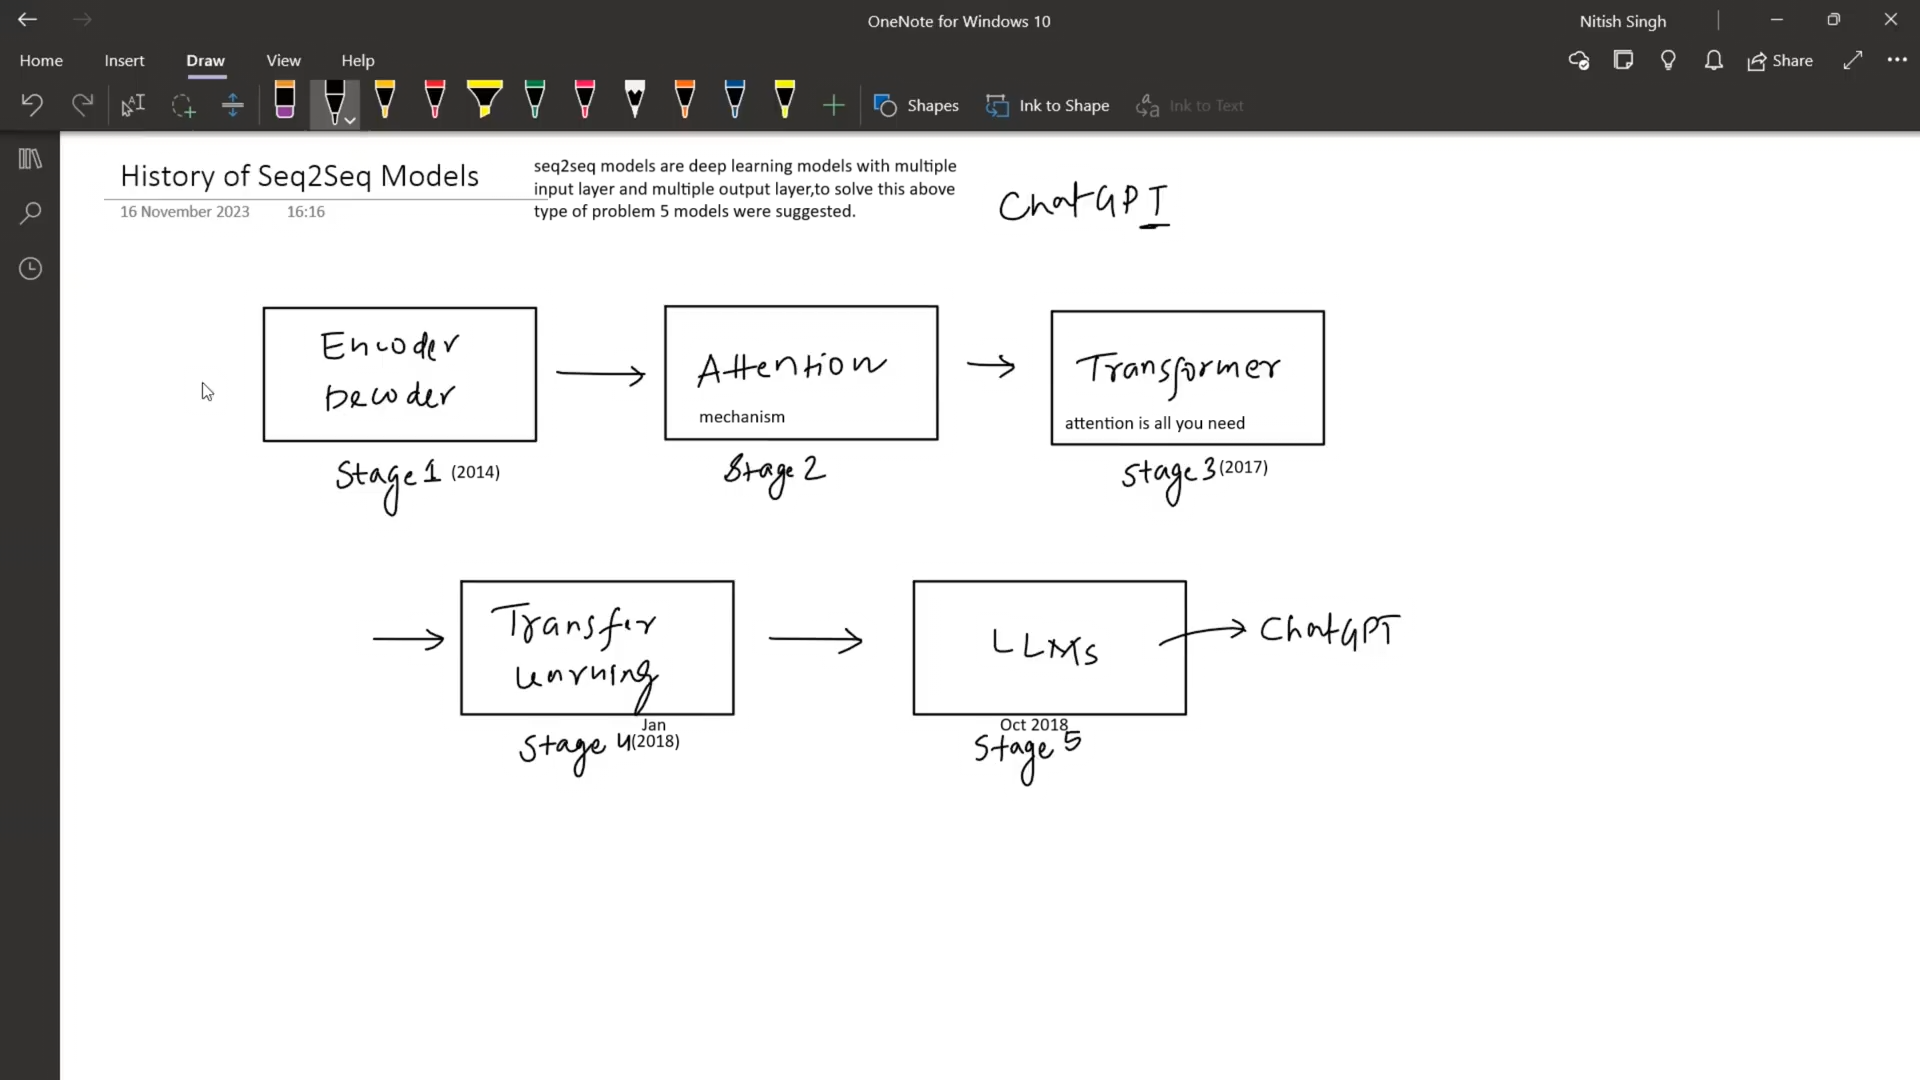 OneNote for Windows 10
Nitish Singh
Home Insert Draw View Help
Share
Shapes Ink to Shape Ink to Text
History of Seq2Seq Models
16 November 2023 16:16
seq2seq models are deep learning models with multiple
input layer and multiple output layer,to solve this above
type of problem 5 models were suggested.
ChatGPT
Encoder
Decoder
Stage 1 (2014)
Attention
mechanism
Stage 2
Transformer
attention is all you need
Stage 3 (2017)
Transfer
learning
Jan
Stage 4 (2018)
LLMs
Oct 2018
Stage 5
ChatGPT